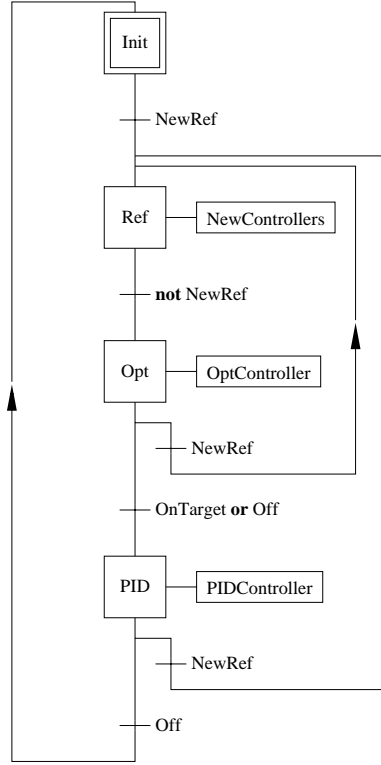 Init
NewRef
Ref
NewControllers
not NewRef
Opt
OptController
NewRef
OnTarget or Off
PID
PIDController
NewRef
Off